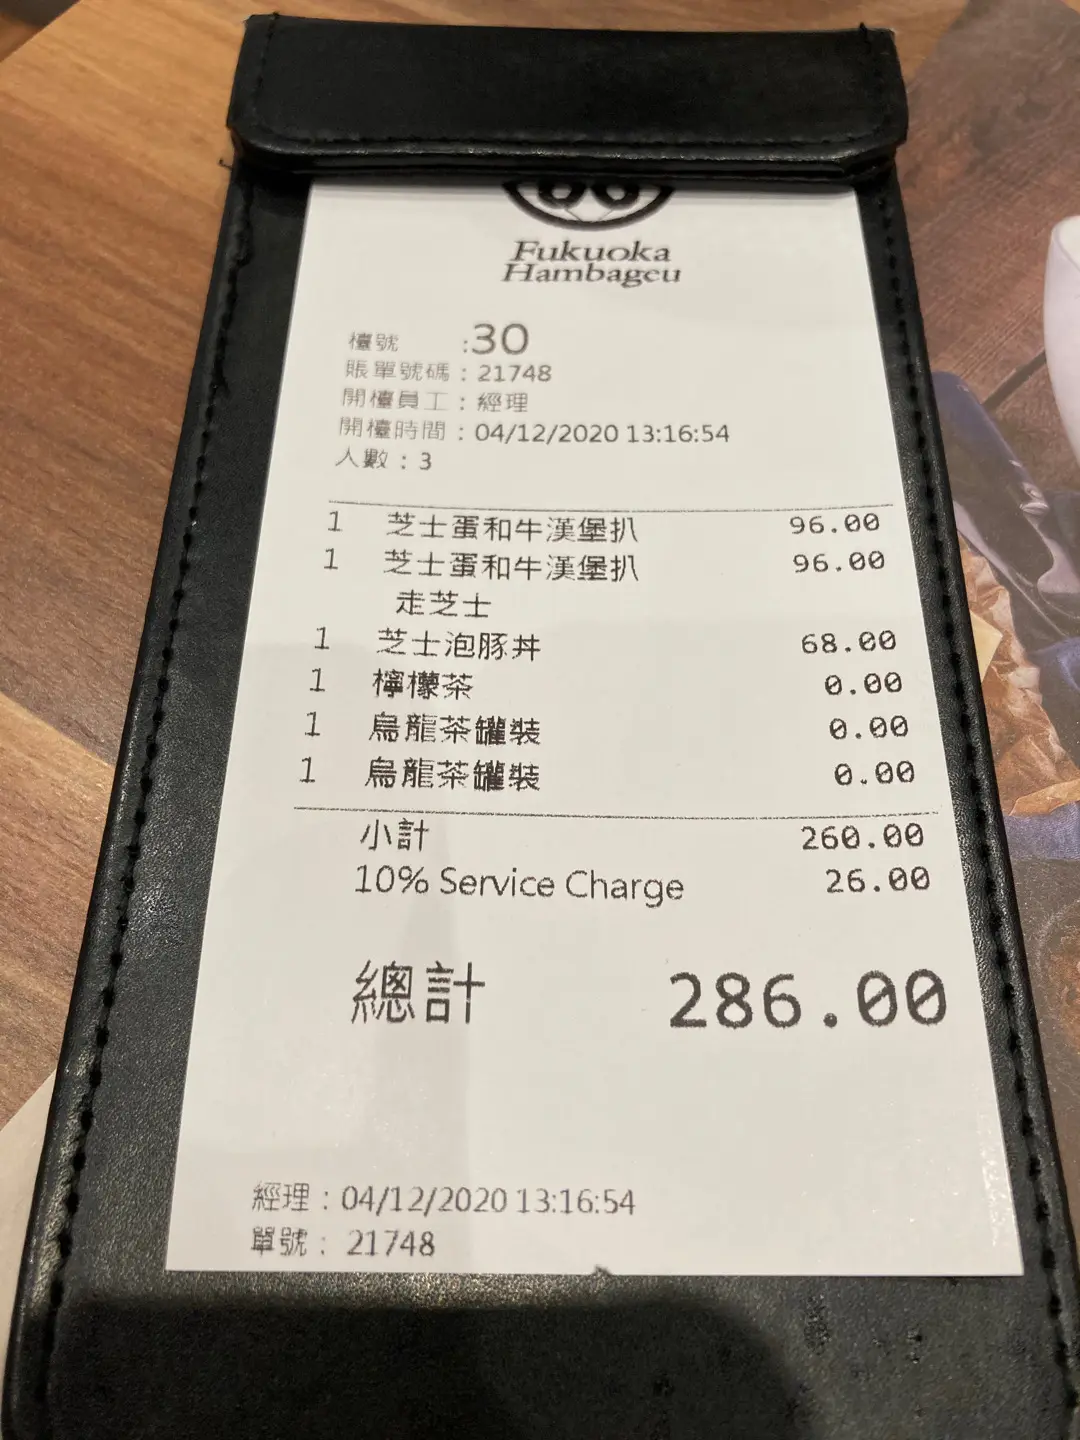 Fukuoka
Hambageu
檯號 :30
賬單號碼 : 21748
開檯員工 : 經理
開檯時間 : 04/12/2020 13:16:54
人數 : 3
1 芝士蛋和牛漢堡扒 96.00
1 芝士蛋和牛漢堡扒 96.00
走芝士
1 芝士泡豚丼 68.00
1 檸檬茶 0.00
1 烏龍茶罐裝 0.00
1 烏龍茶罐裝 0.00
小計 260.00
10% Service Charge 26.00
總計 286.00
經理 : 04/12/2020 13:16:54
單號 : 21748